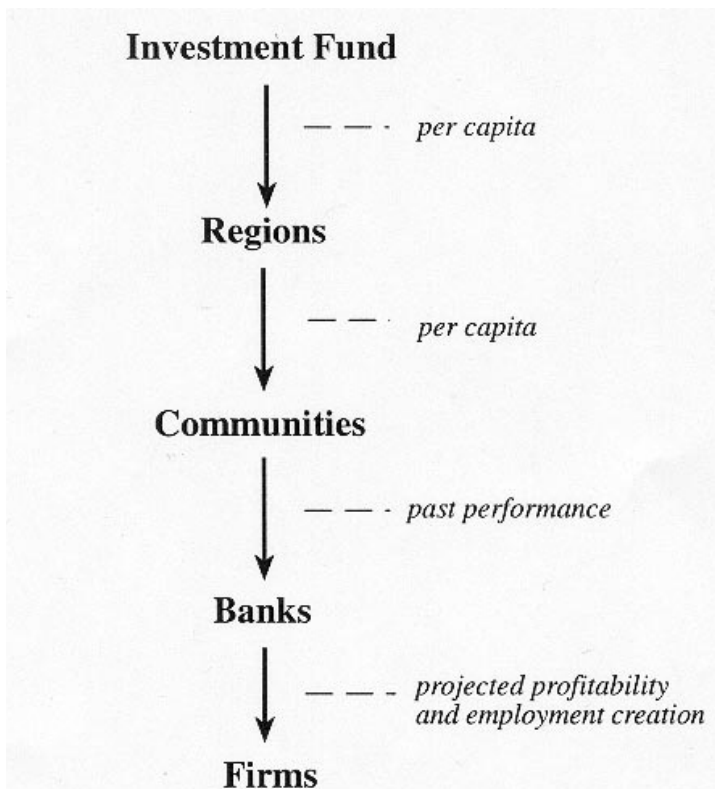 Investment Fund
per capita
Regions
per capita
Communities
past performance
Banks
projected profitability
and employment creation
Firms